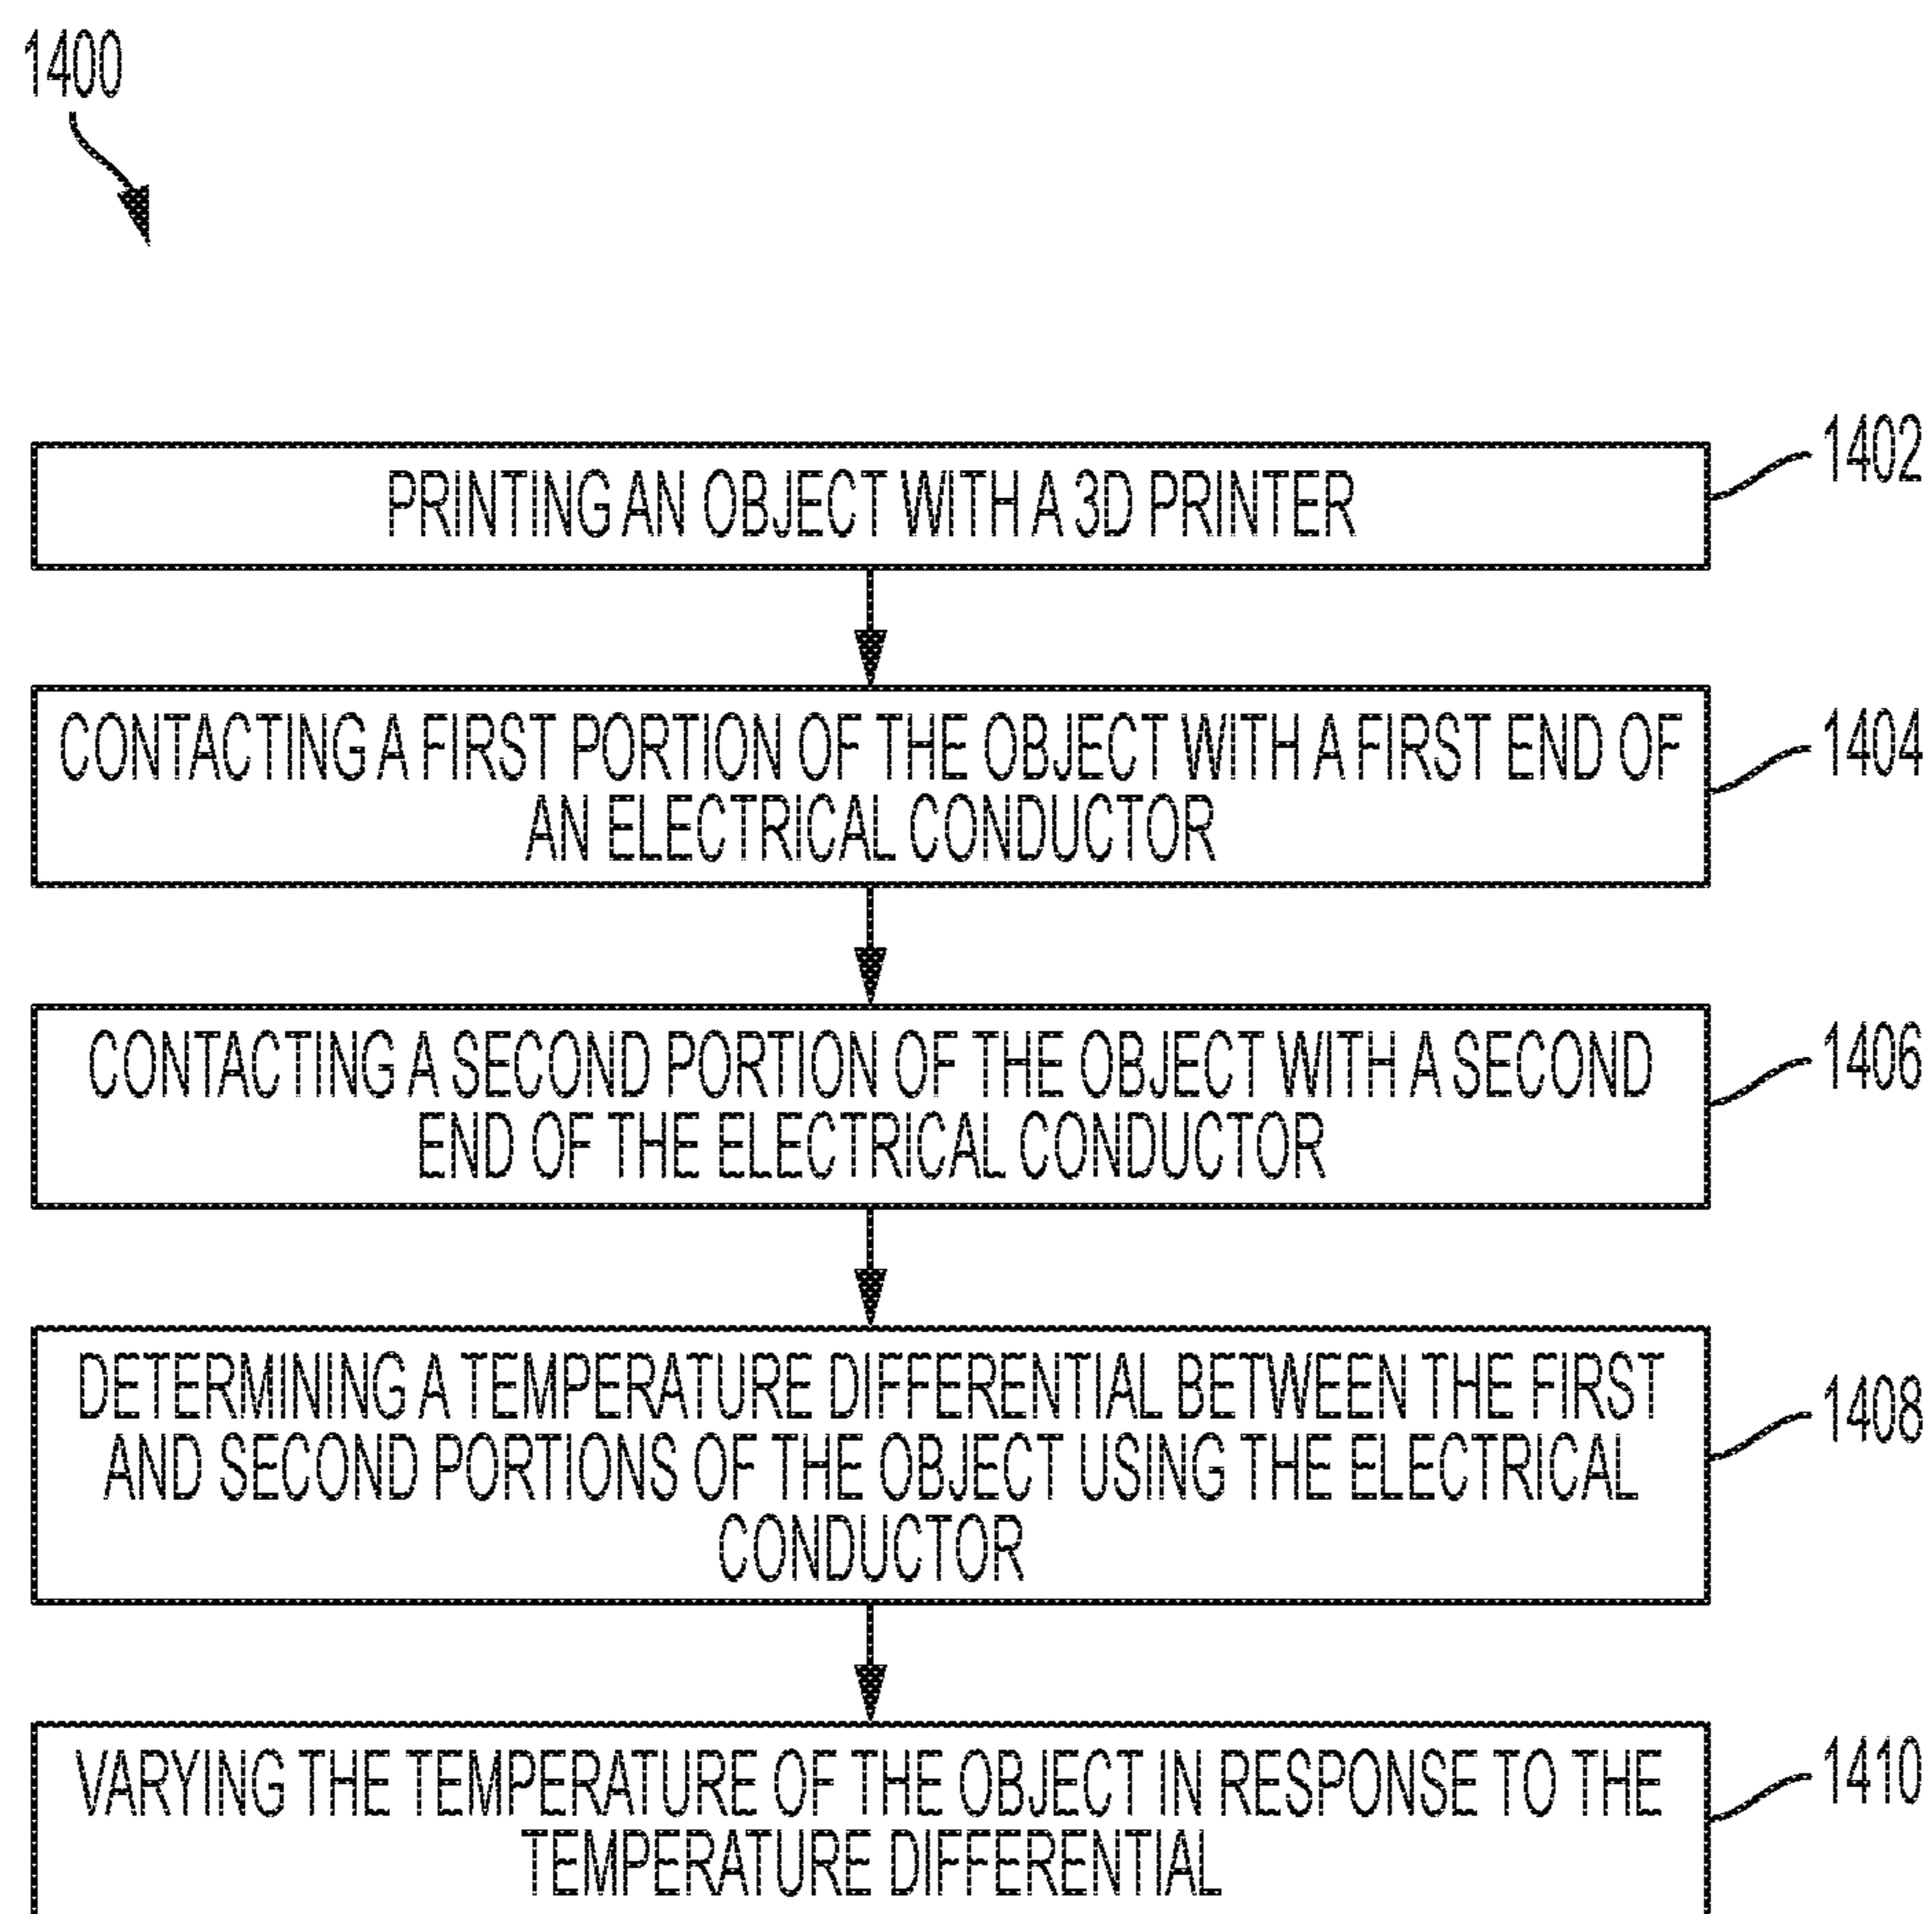 1400
PRINTING AN OBJECT WITH A 3D PRINTER
1402
CONTACTING A FIRST PORTION OF THE OBJECT WITH A FIRST END OF
AN ELECTRICAL CONDUCTOR
1404
CONTACTING A SECOND PORTION OF THE OBJECT WITH A SECOND
END OF THE ELECTRICAL CONDUCTOR
1406
DETERMINING A TEMPERATURE DIFFERENTIAL BETWEEN THE FIRST
AND SECOND PORTIONS OF THE OBJECT USING THE ELECTRICAL
CONDUCTOR
1408
VARYING THE TEMPERATURE OF THE OBJECT IN RESPONSE TO THE
TEMPERATURE DIFFERENTIAL
1410